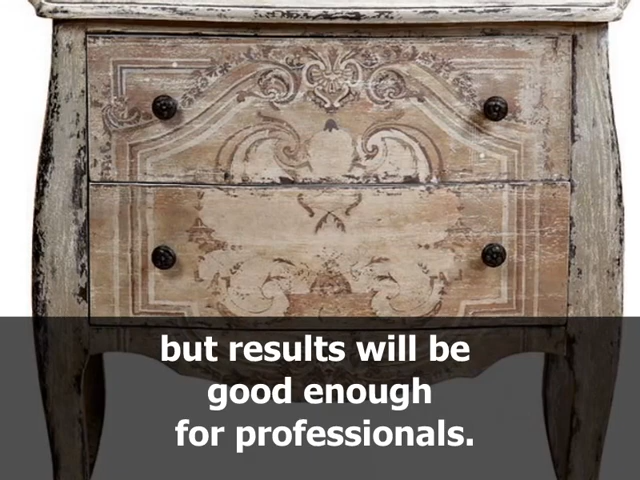 but results will be
good enough
for professionals.